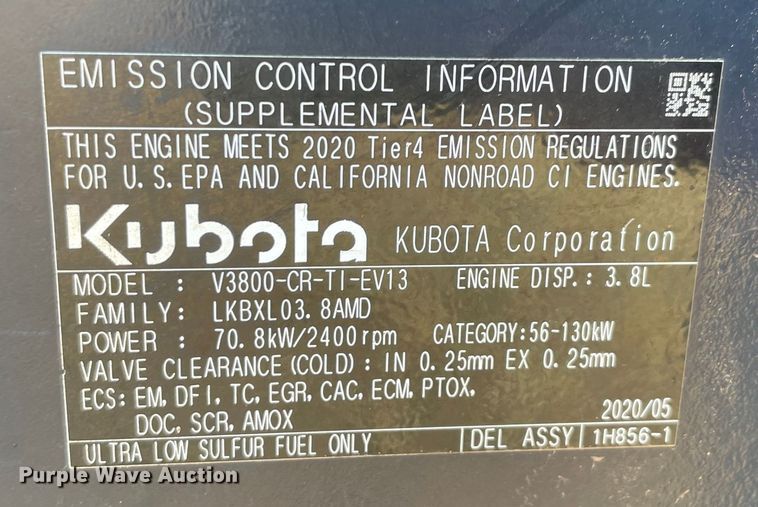 EMISSION CONTROL INFORMATION
(SUPPLEMENTAL LABEL)
THIS ENGINE MEETS 2020 Tier4 EMISSION REGULATIONS
FOR U.S.EPA AND CALIFORNIA NONROAD CI ENGINES.
Kubota KUBOTA Corporation
MODEL : V3800-CR-TI-EV13 ENGINE DISP.: 3.8L
FAMILY: LKBXL03.8AMD
POWER : 70.8kW/2400rpm CATEGORY:56-130kW
VALVE CLEARANCE(COLD): IN 0.25mm EX 0.25mm
ECS: EM, DFI, TC, EGR, CAC, ECM, PTOX,
DOC, SCR, AMOX 2020/05
ULTRA LOW SULFUR FUEL ONLY DEL ASSY 1H856-1
Purple Wave Auction